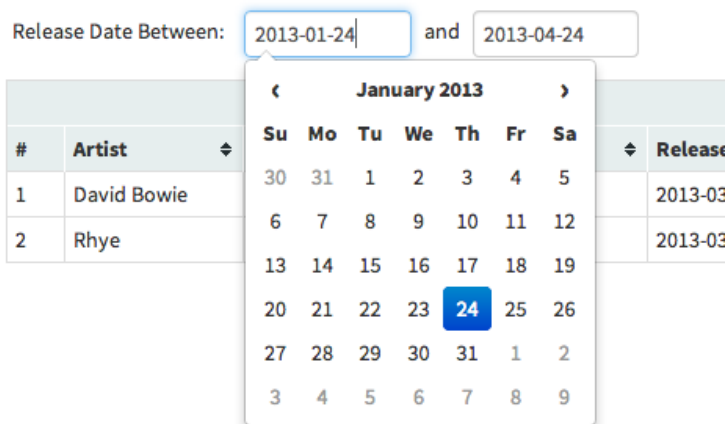 Release Date Between: 2013-01-24 and 2013-04-24
‹ January 2013 ›
Su Mo Tu We Th Fr Sa
# Artist Release
30 31 1 2 3 4 5
1 David Bowie 2013-03
6 7 8 9 10 11 12
2 Rhye 2013-03
13 14 15 16 17 18 19
20 21 22 23 24 25 26
27 28 29 30 31 1 2
3 4 5 6 7 8 9